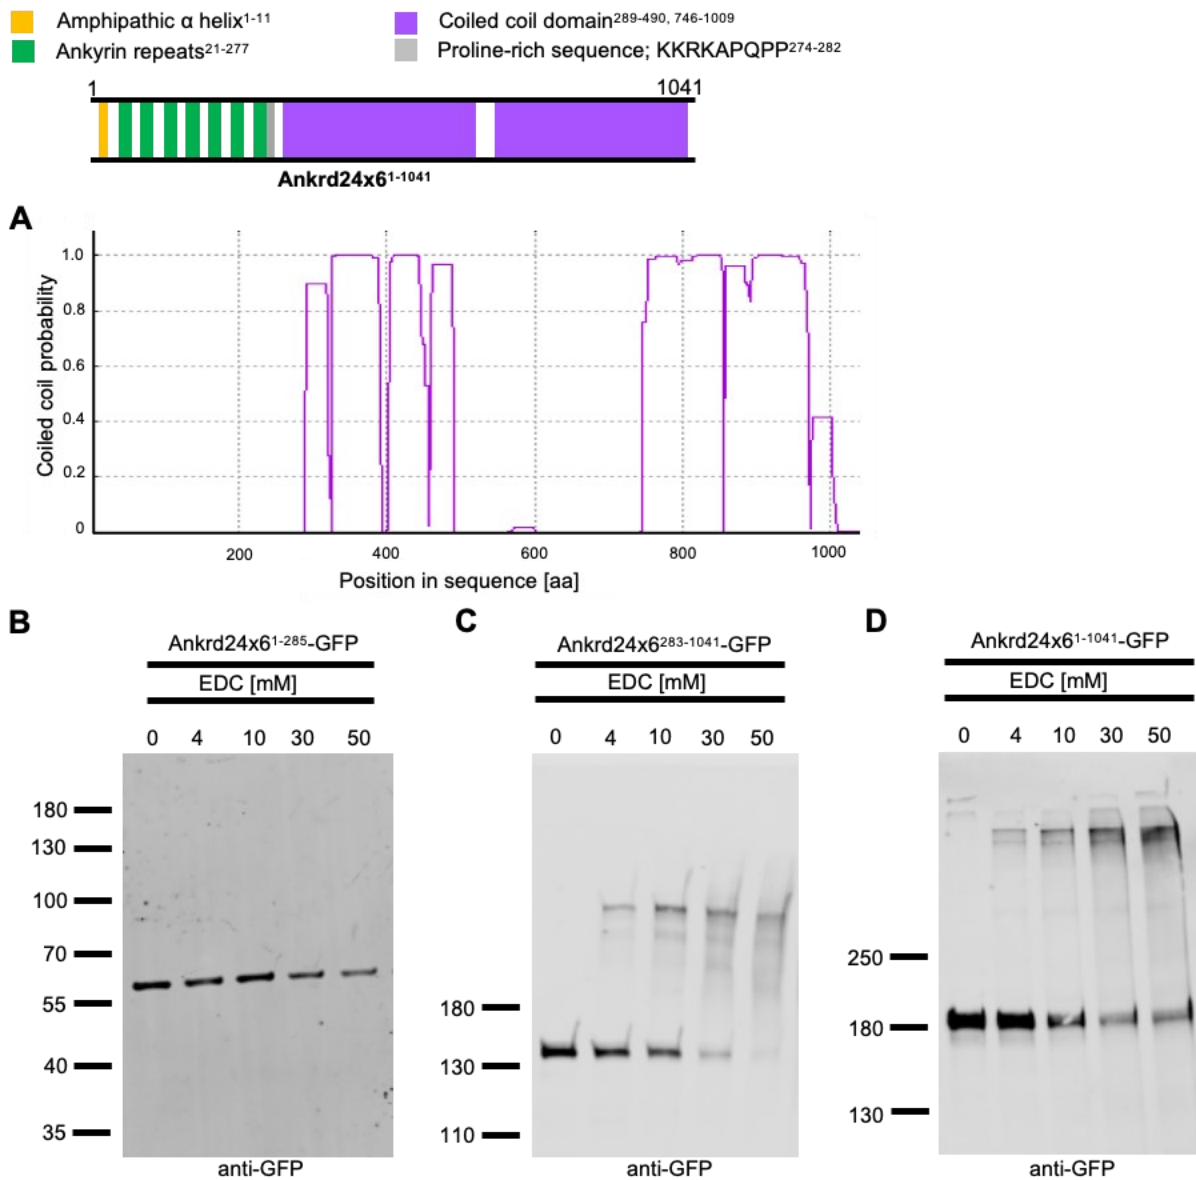 Amphipathic α helix1-11
Ankyrin repeats21-277
Coiled coil domain289-490, 746-1009
Proline-rich sequence; KKRKAPQPP274-282
1 1041
Ankrd24x61-1041
A
Coiled coil probability
1.0
0.8
0.6
0.4
0.2
0
200 400 600 800 1000
Position in sequence [aa]
B
Ankrd24x61-285-GFP
EDC [mM]
0 4 10 30 50
180
130
100
70
55
40
35
anti-GFP
C
Ankrd24x6283-1041-GFP
EDC [mM]
0 4 10 30 50
180
130
110
anti-GFP
D
Ankrd24x61-1041-GFP
EDC [mM]
0 4 10 30 50
250
180
130
anti-GFP